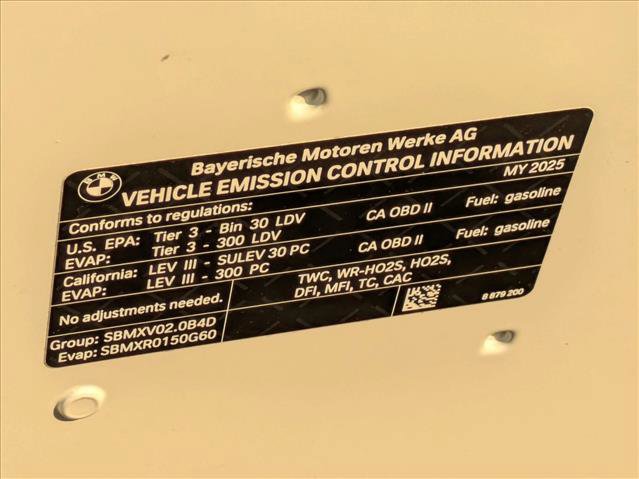 BMW
Bayerische Motoren Werke AG
VEHICLE EMISSION CONTROL INFORMATION
Conforms to regulations: MY 2025
U.S. EPA: Tier 3 - Bin 30 LDV CA OBD II Fuel: gasoline
EVAP: Tier 3 - 300 LDV
California: LEV III - SULEV 30 PC CA OBD II Fuel: gasoline
EVAP: LEV III - 300 PC
No adjustments needed.
TWC, WR-HO2S, HO2S,
DFI, MFI, TC, CAC
Group: SBMXV02.0B4D
Evap: SBMXR0150G60
8 879 200